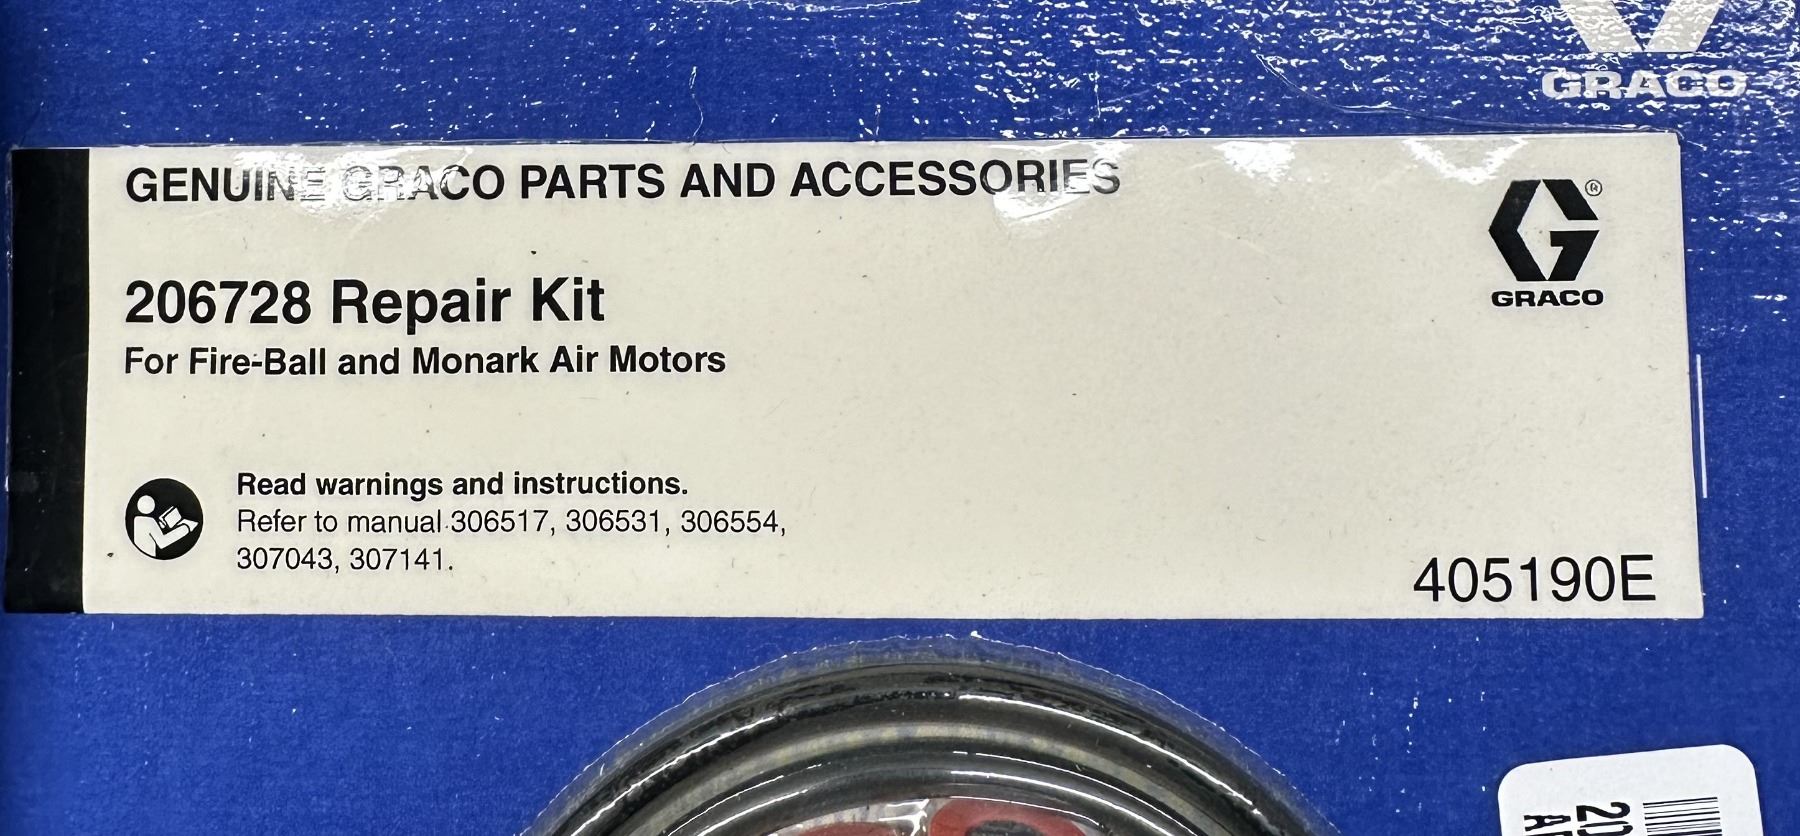 GRACO
GENUINE GRACO PARTS AND ACCESSORIES
®
GRACO
206728 Repair Kit
For Fire-Ball and Monark Air Motors
Read warnings and instructions.
Refer to manual 306517, 306531, 306554,
307043, 307141.
405190E